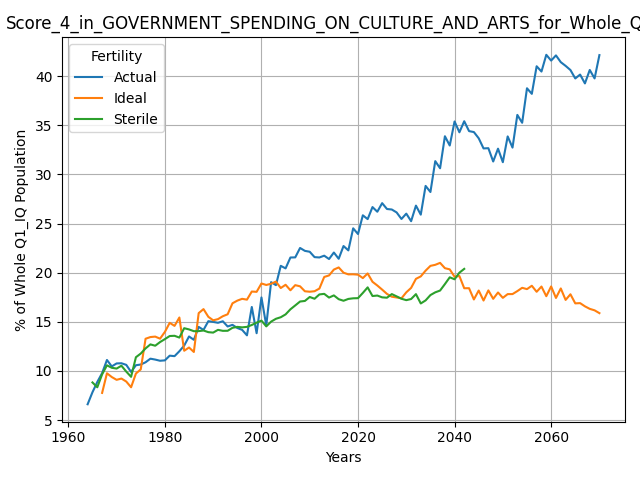 Score_4_in_GOVERNMENT_SPENDING_ON_CULTURE_AND_ARTS_for_Whole_Q
Fertility
Actual
Ideal
Sterile
% of Whole Q1_IQ Population
40
35
30
25
20
15
10
5
1960 1980 2000 2020 2040 2060
Years